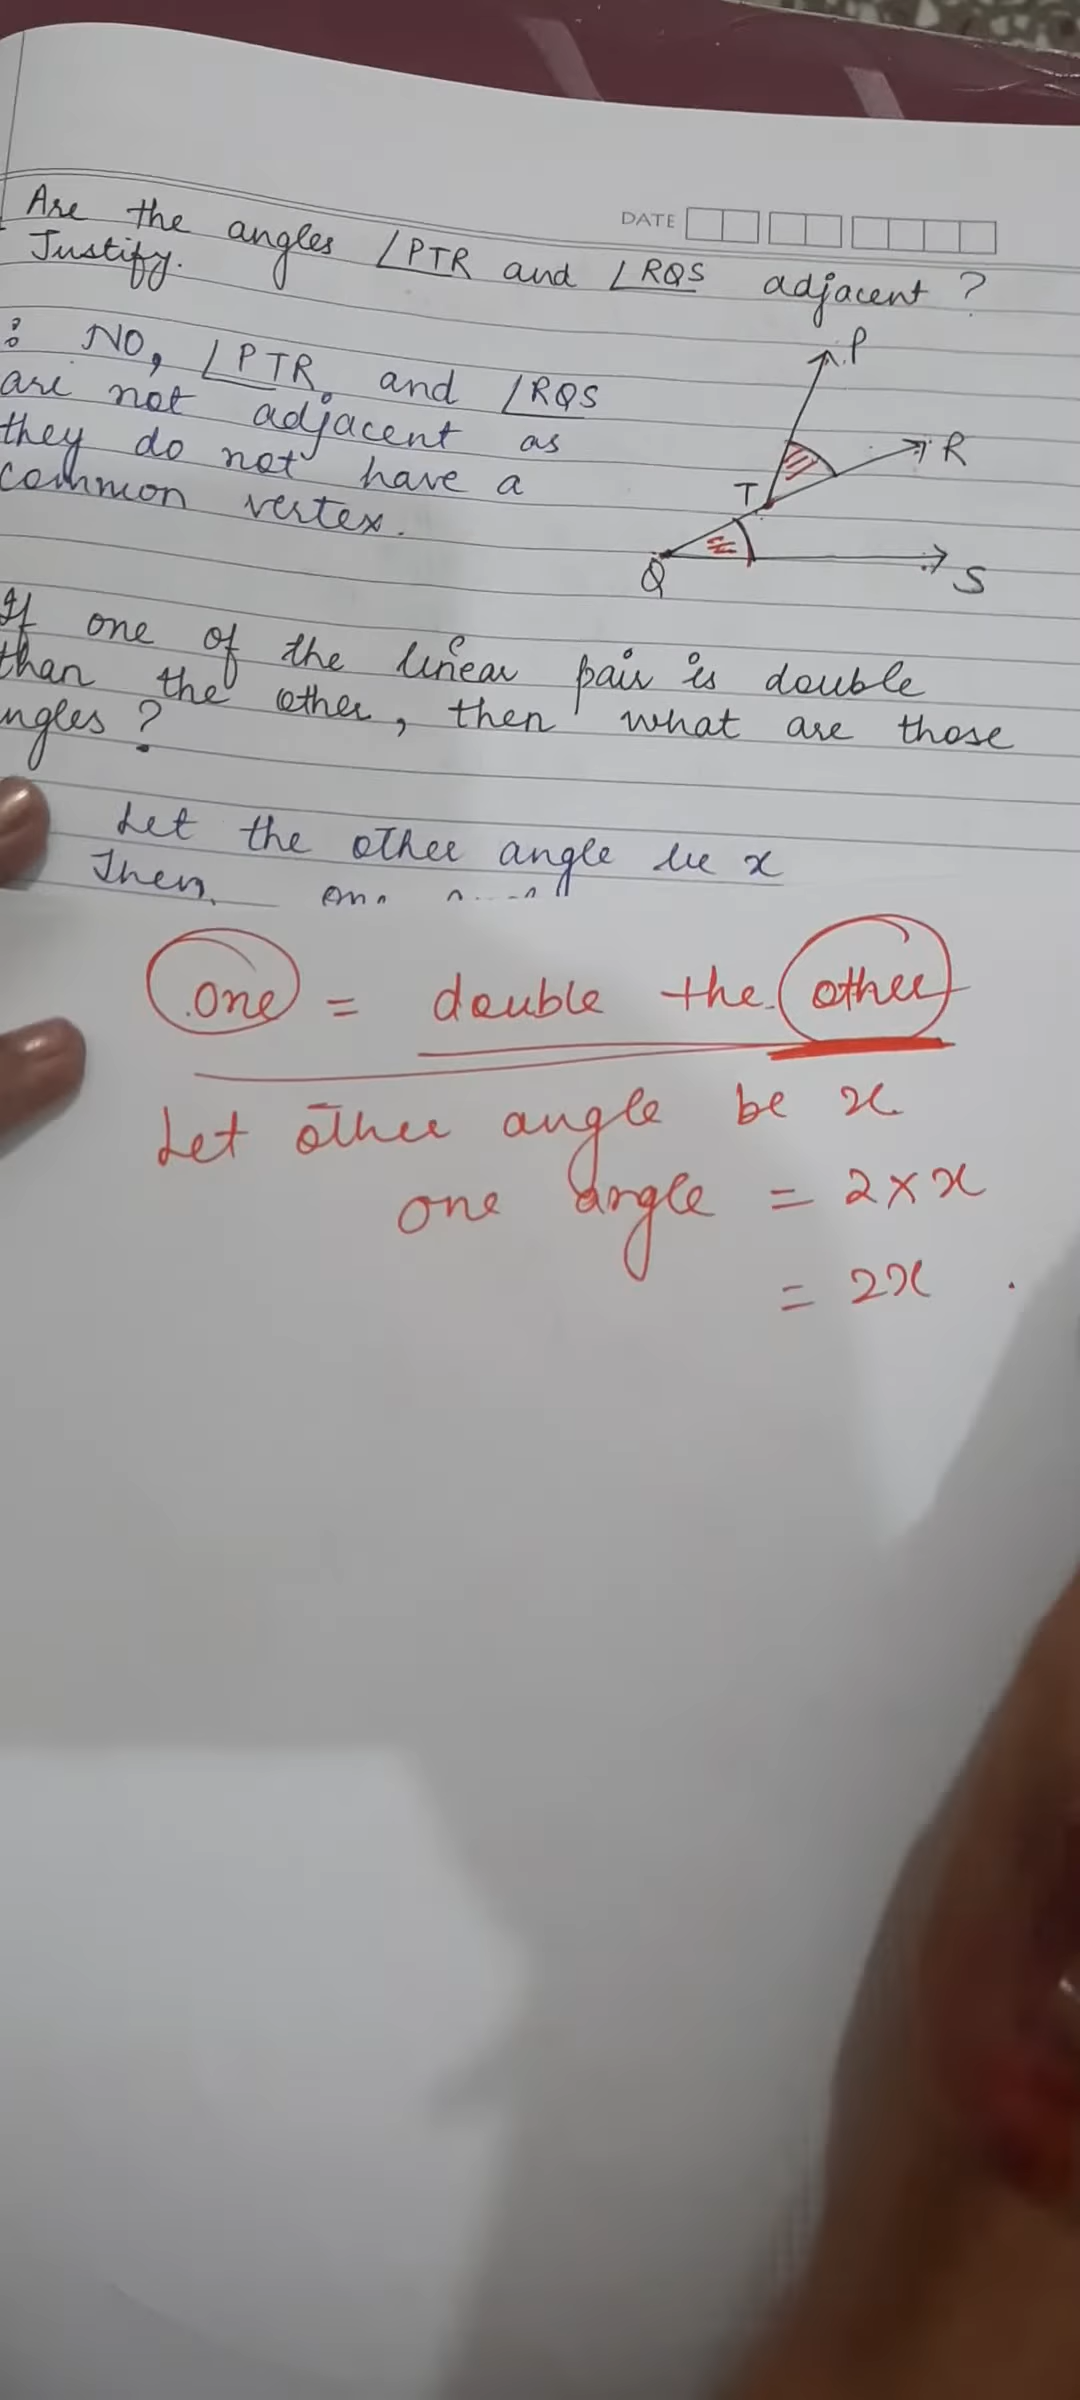 DATE
Are the angles ∠PTR and ∠RQS adjacent ?
Justify.
: NO, ∠PTR and ∠RQS
are not adjacent as
they do not have a
common vertex.
P
R
T
Q
S
If one of the linear pair is double
than the other, then what are those
ngles ?
Let the other angle be x
Then,
one = double the other
Let other angle be x
one angle = 2 × x
= 2x